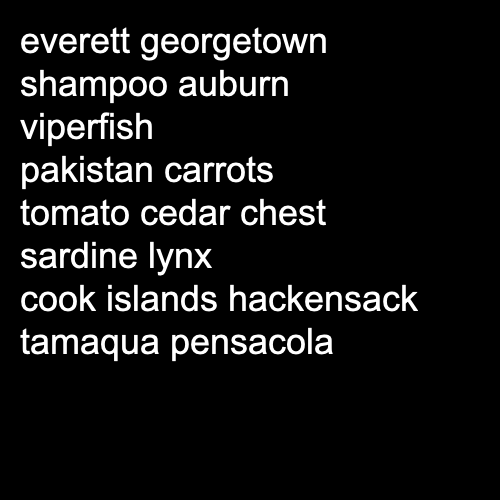 everett georgetown
shampoo auburn
viperfish
pakistan carrots
tomato cedar chest
sardine lynx
cook islands hackensack
tamaqua pensacola